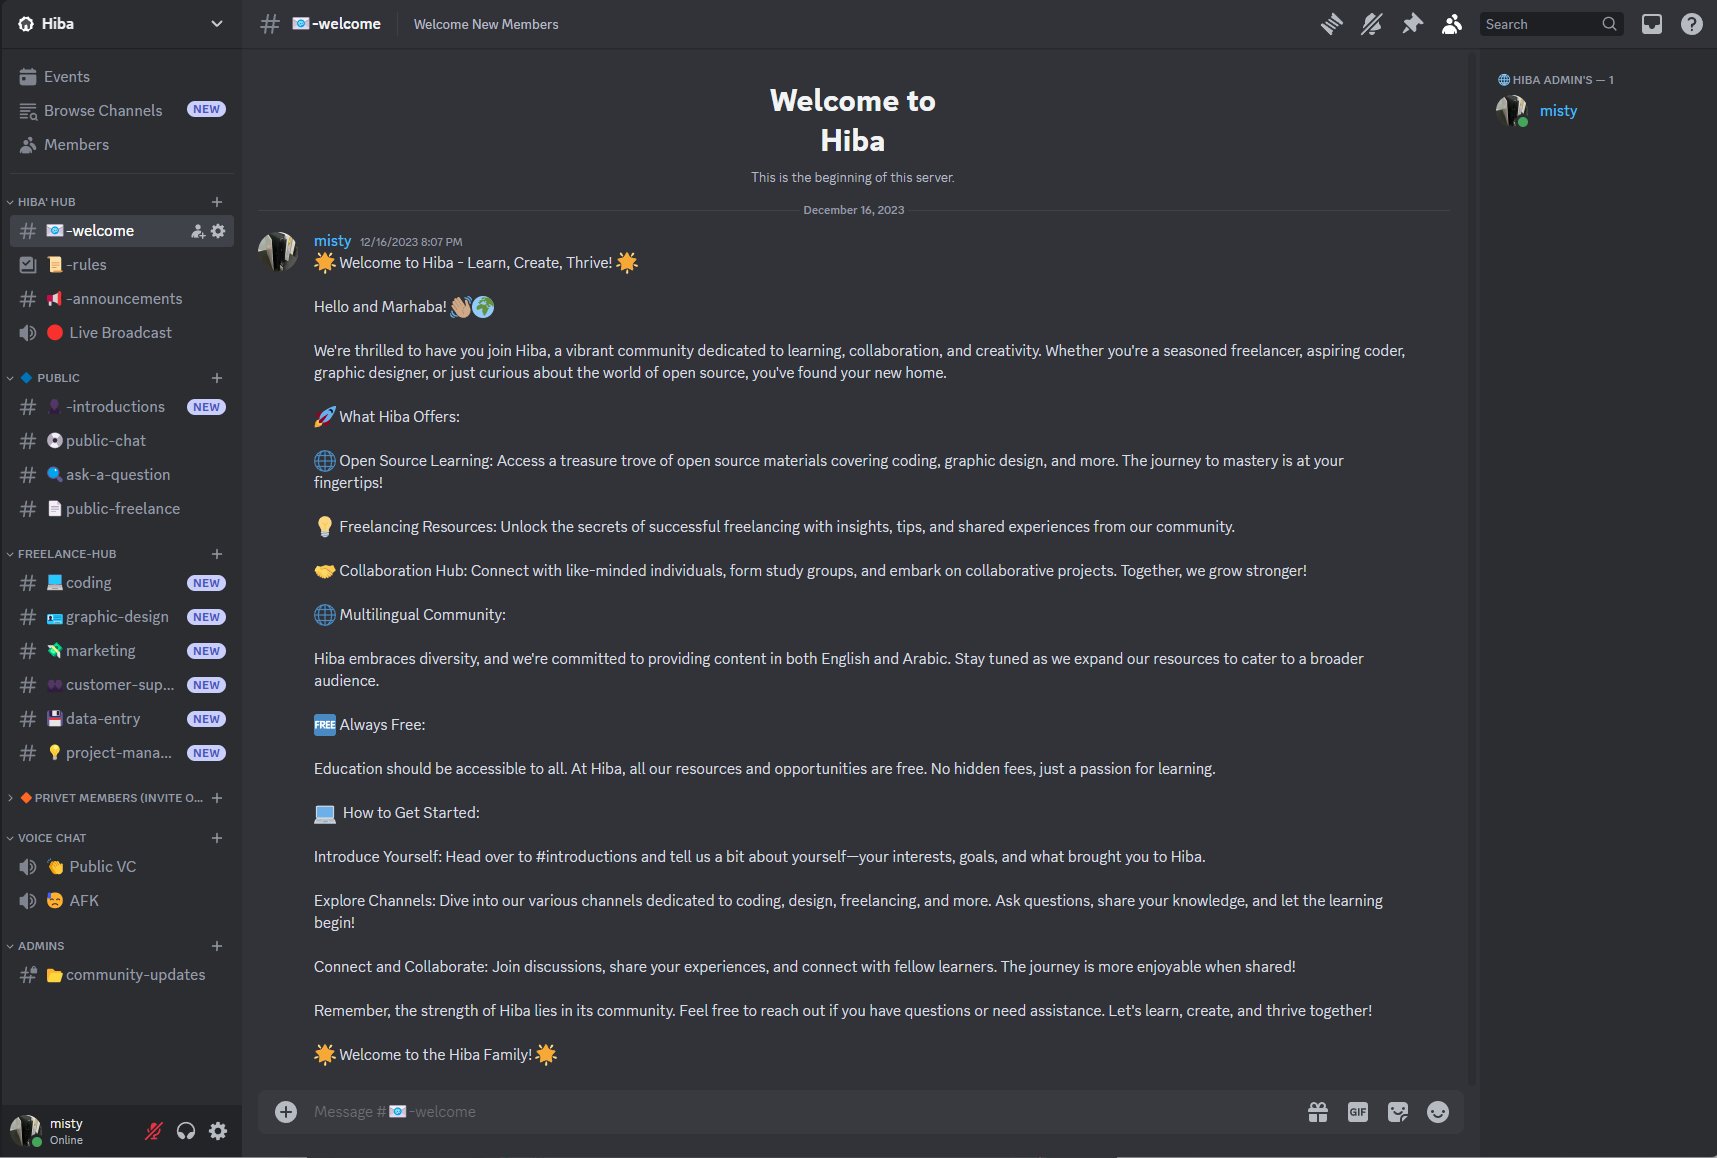 Hiba
Events
Browse Channels NEW
Members
HIBA' HUB
-welcome
-rules
-announcements
Live Broadcast
PUBLIC
-introductions NEW
public-chat
ask-a-question
public-freelance
FREELANCE-HUB
coding NEW
graphic-design NEW
marketing NEW
customer-sup... NEW
data-entry NEW
project-mana... NEW
PRIVET MEMBERS (INVITE O...
VOICE CHAT
Public VC
AFK
ADMINS
community-updates
misty
Online
-welcome Welcome New Members
Search
Welcome to
Hiba
This is the beginning of this server.
December 16, 2023
misty 12/16/2023 8:07 PM
🌟 Welcome to Hiba - Learn, Create, Thrive! 🌟
Hello and Marhaba! 👋🏽🌍
We're thrilled to have you join Hiba, a vibrant community dedicated to learning, collaboration, and creativity. Whether you're a seasoned freelancer, aspiring coder,
graphic designer, or just curious about the world of open source, you've found your new home.
🚀 What Hiba Offers:
🌐 Open Source Learning: Access a treasure trove of open source materials covering coding, graphic design, and more. The journey to mastery is at your
fingertips!
💡 Freelancing Resources: Unlock the secrets of successful freelancing with insights, tips, and shared experiences from our community.
🤝 Collaboration Hub: Connect with like-minded individuals, form study groups, and embark on collaborative projects. Together, we grow stronger!
🌐 Multilingual Community:
Hiba embraces diversity, and we're committed to providing content in both English and Arabic. Stay tuned as we expand our resources to cater to a broader
audience.
🆓 Always Free:
Education should be accessible to all. At Hiba, all our resources and opportunities are free. No hidden fees, just a passion for learning.
💻 How to Get Started:
Introduce Yourself: Head over to #introductions and tell us a bit about yourself—your interests, goals, and what brought you to Hiba.
Explore Channels: Dive into our various channels dedicated to coding, design, freelancing, and more. Ask questions, share your knowledge, and let the learning
begin!
Connect and Collaborate: Join discussions, share your experiences, and connect with fellow learners. The journey is more enjoyable when shared!
Remember, the strength of Hiba lies in its community. Feel free to reach out if you have questions or need assistance. Let's learn, create, and thrive together!
🌟 Welcome to the Hiba Family! 🌟
Message #📧-welcome
GIF
HIBA ADMIN'S — 1
misty